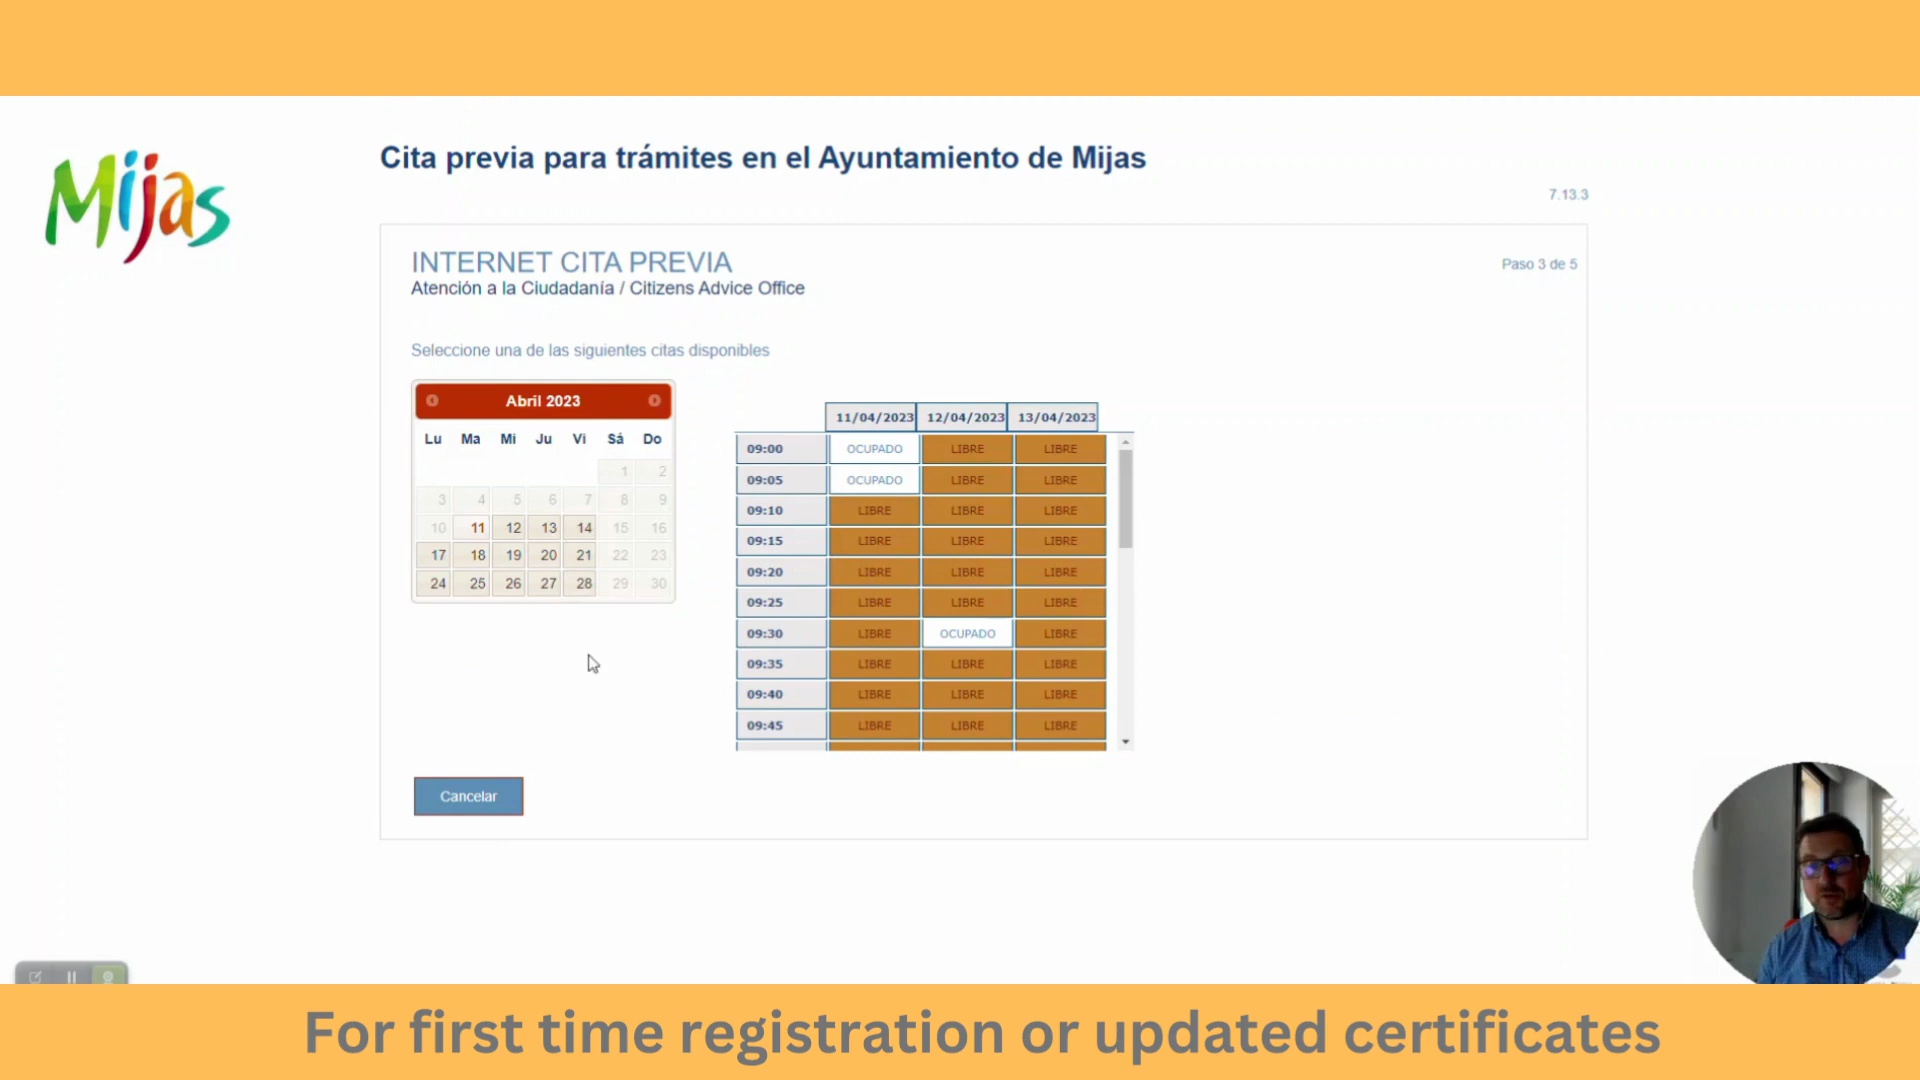 Mijas
Cita previa para trámites en el Ayuntamiento de Mijas
7.13.3
INTERNET CITA PREVIA
Paso 3 de 5
Atención a la Ciudadanía / Citizens Advice Office
Seleccione una de las siguientes citas disponibles
Abril 2023
Lu Ma Mi Ju Vi Sá Do
1 2
3 4 5 6 7 8 9
10 11 12 13 14 15 16
17 18 19 20 21 22 23
24 25 26 27 28 29 30
11/04/2023 12/04/2023 13/04/2023
09:00 OCUPADO LIBRE LIBRE
09:05 OCUPADO LIBRE LIBRE
09:10 LIBRE LIBRE LIBRE
09:15 LIBRE LIBRE LIBRE
09:20 LIBRE LIBRE LIBRE
09:25 LIBRE LIBRE LIBRE
09:30 LIBRE OCUPADO LIBRE
09:35 LIBRE LIBRE LIBRE
09:40 LIBRE LIBRE LIBRE
09:45 LIBRE LIBRE LIBRE
Cancelar
For first time registration or updated certificates